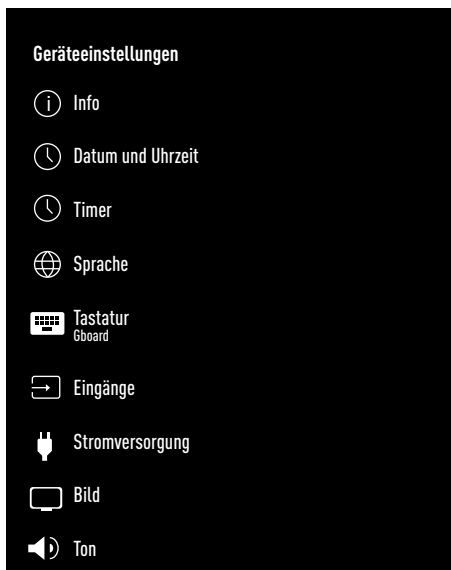 Geräteeinstellungen
Info
Datum und Uhrzeit
Timer
Sprache
Tastatur
Gboard
Eingänge
Stromversorgung
Bild
Ton